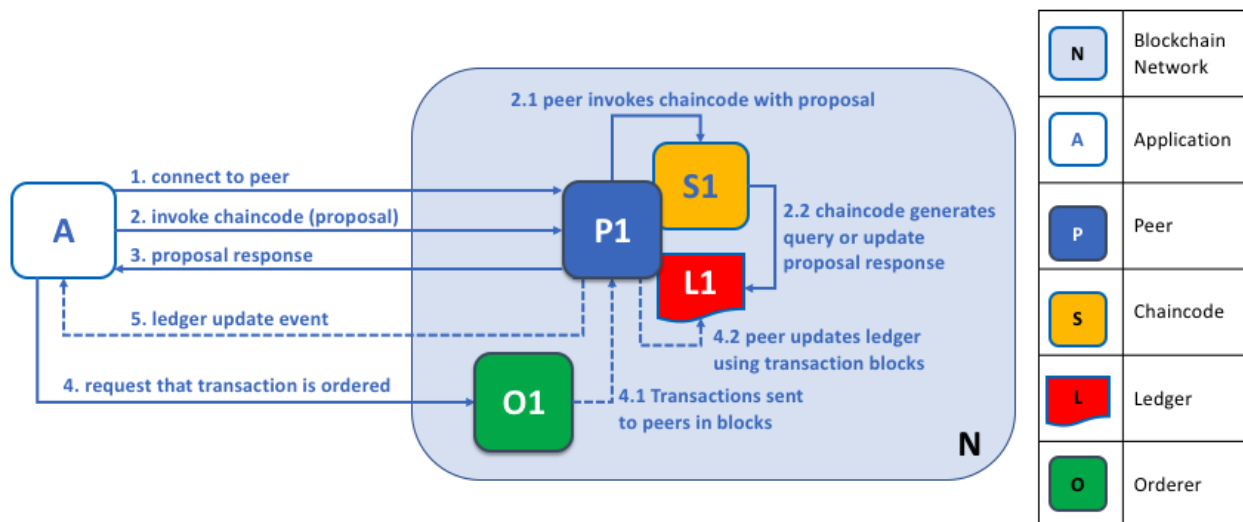 2.1 peer invokes chaincode with proposal
1. connect to peer
2. invoke chaincode (proposal)
3. proposal response
A
P1
S1
2.2 chaincode generates
query or update
proposal response
L1
5. ledger update event
4.2 peer updates ledger
using transaction blocks
4. request that transaction is ordered
O1
4.1 Transactions sent
to peers in blocks
N
N
Blockchain
Network
A
Application
P
Peer
S
Chaincode
L
Ledger
O
Orderer